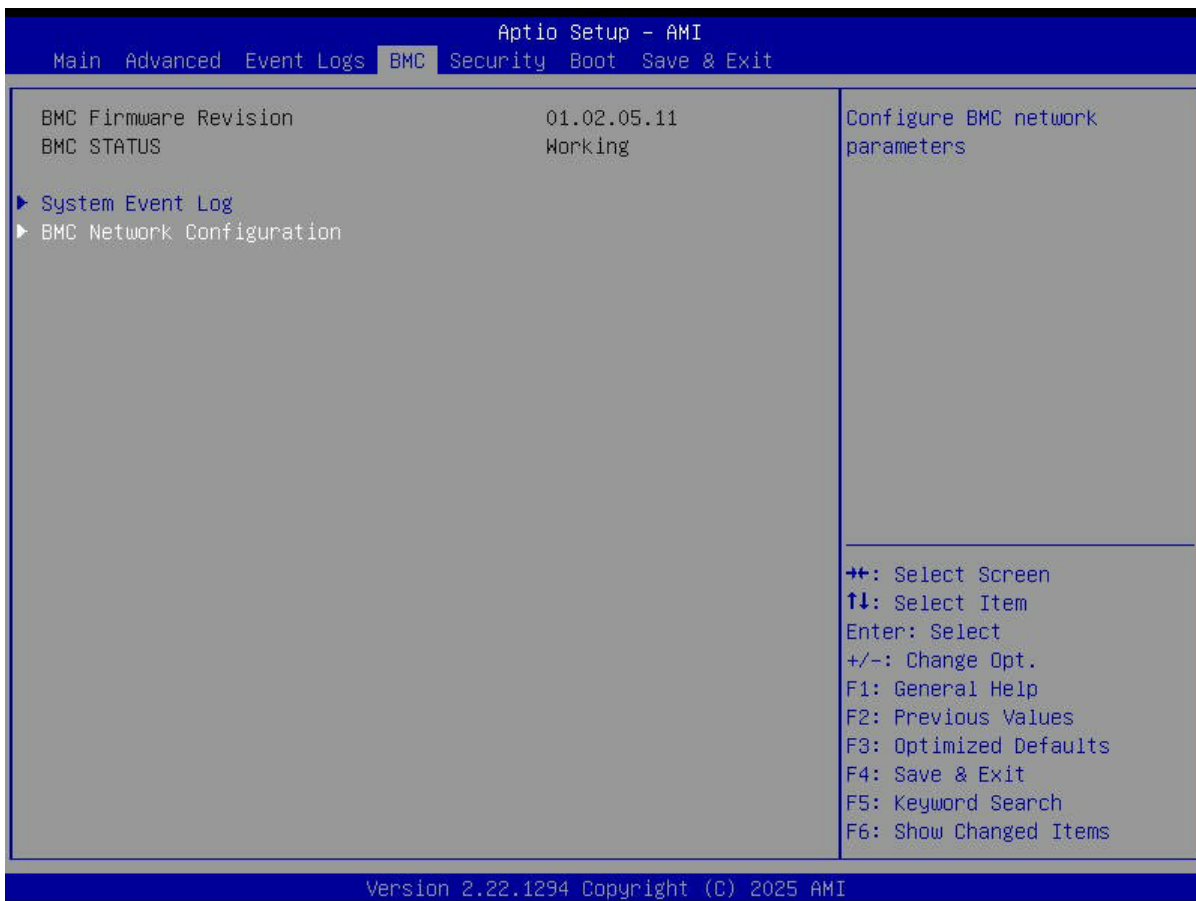 Aptio Setup - AMI
Main Advanced Event Logs BMC Security Boot Save & Exit
BMC Firmware Revision 01.02.05.11
BMC STATUS Working
▶ System Event Log
▶ BMC Network Configuration
Configure BMC network
parameters
→←: Select Screen
↑↓: Select Item
Enter: Select
+/-: Change Opt.
F1: General Help
F2: Previous Values
F3: Optimized Defaults
F4: Save & Exit
F5: Keyword Search
F6: Show Changed Items
Version 2.22.1294 Copyright (C) 2025 AMI